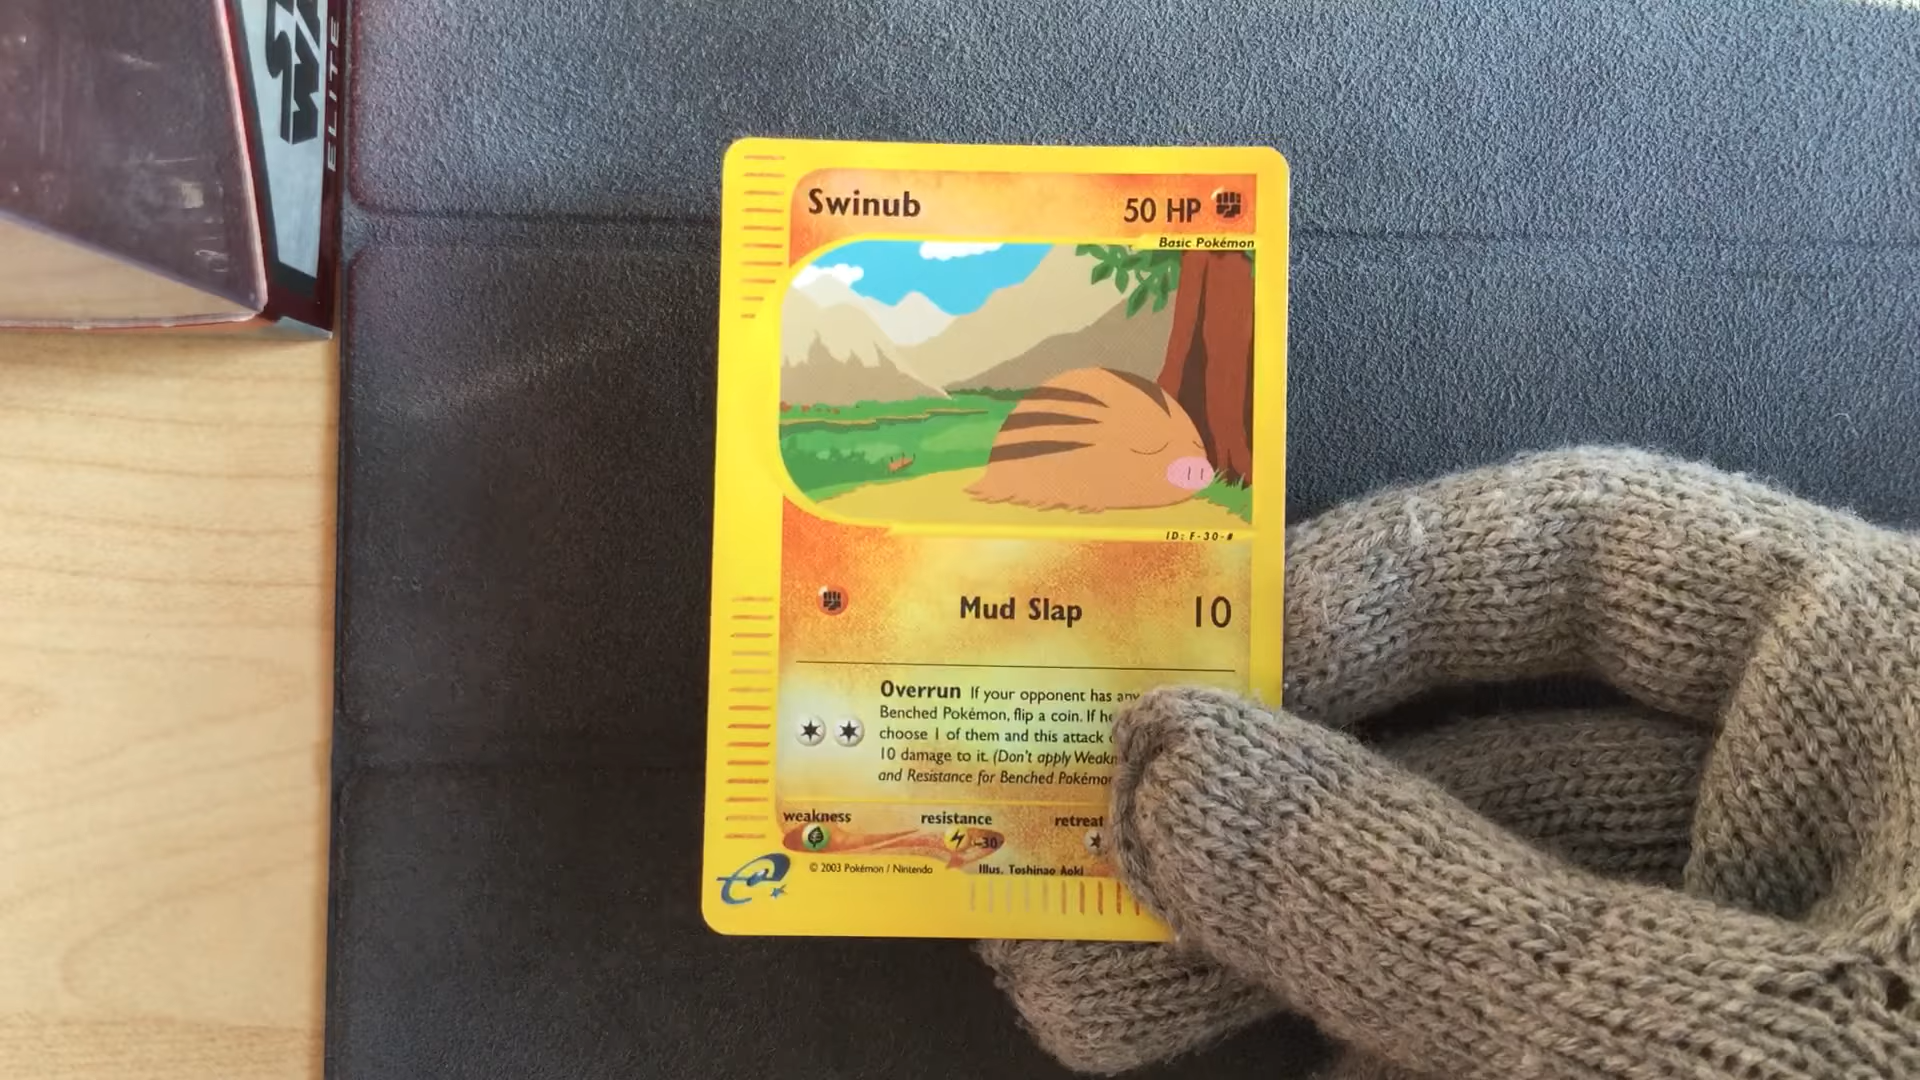 ELITE
Swinub
50 HP
Basic Pokémon
ID: F-30-#
Mud Slap 10
Overrun If your opponent has any
Benched Pokémon, flip a coin. If
choose 1 of them and this attack
10 damage to it. (Don't apply
and Resistance for Benched
weakness resistance retreat
-30
© 2003 Pokémon / Nintendo Illus. Toshinao Aoki